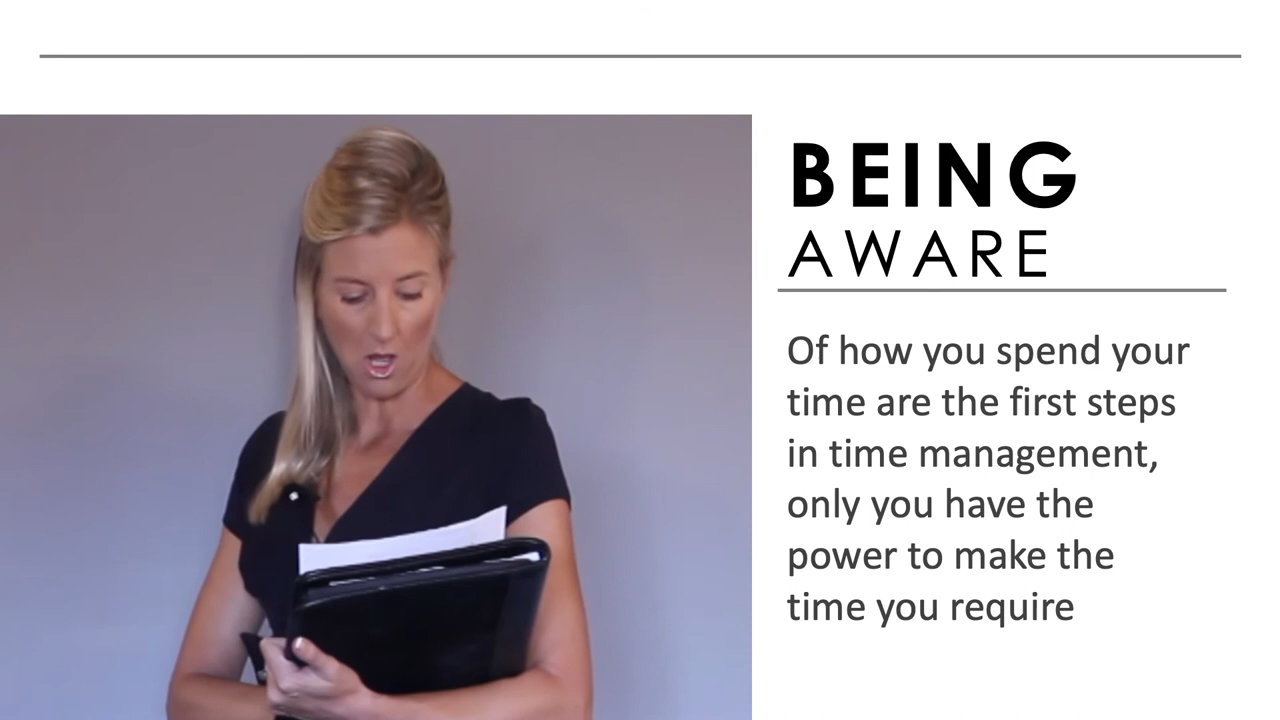 BEING
AWARE
Of how you spend your
time are the first steps
in time management,
only you have the
power to make the
time you require